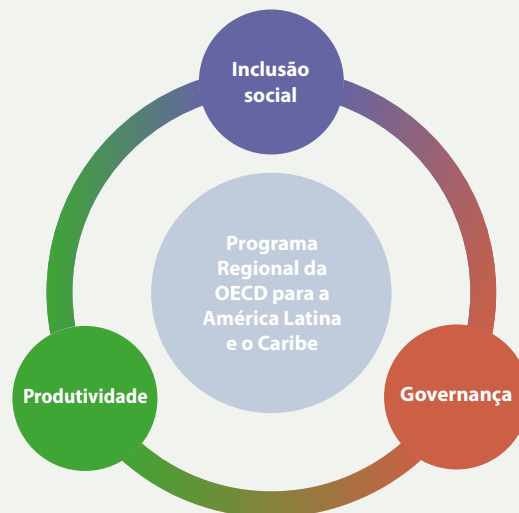 Inclusão
social
Programa
Regional da
OECD para a
América Latina
e o Caribe
Produtividade
Governança